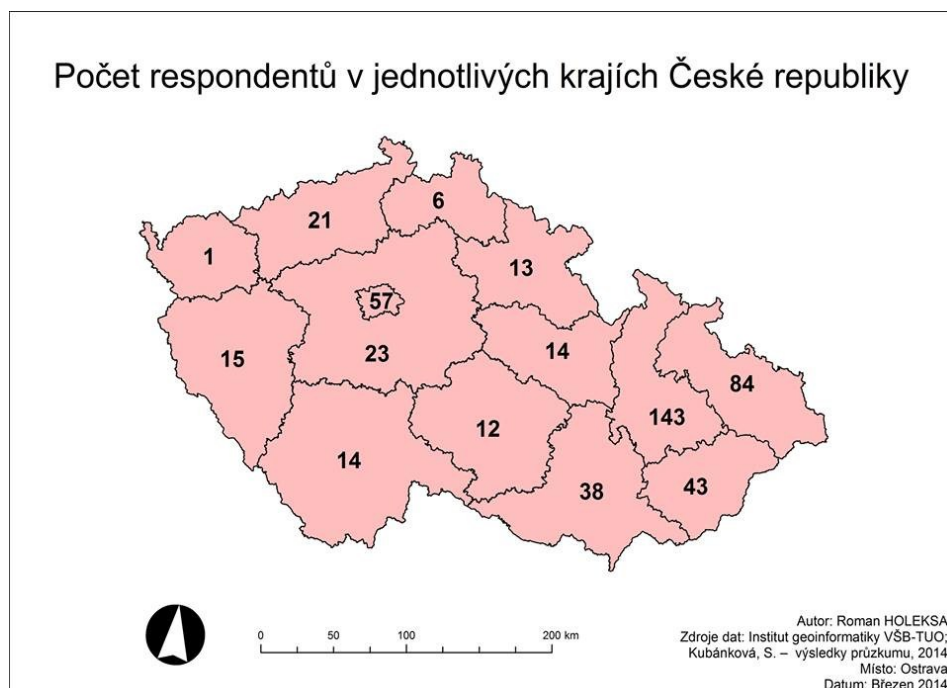 Počet respondentů v jednotlivých krajích České republiky
6
21
1
13
57
15
23
14
84
143
12
14
38
43
0 50 100 200 km
Autor: Roman HOLEKSA
Zdroje dat: Institut geoinformatiky VŠB-TUO;
Kubánková, S. – výsledky průzkumu, 2014
Místo: Ostrava
Datum: Březen 2014